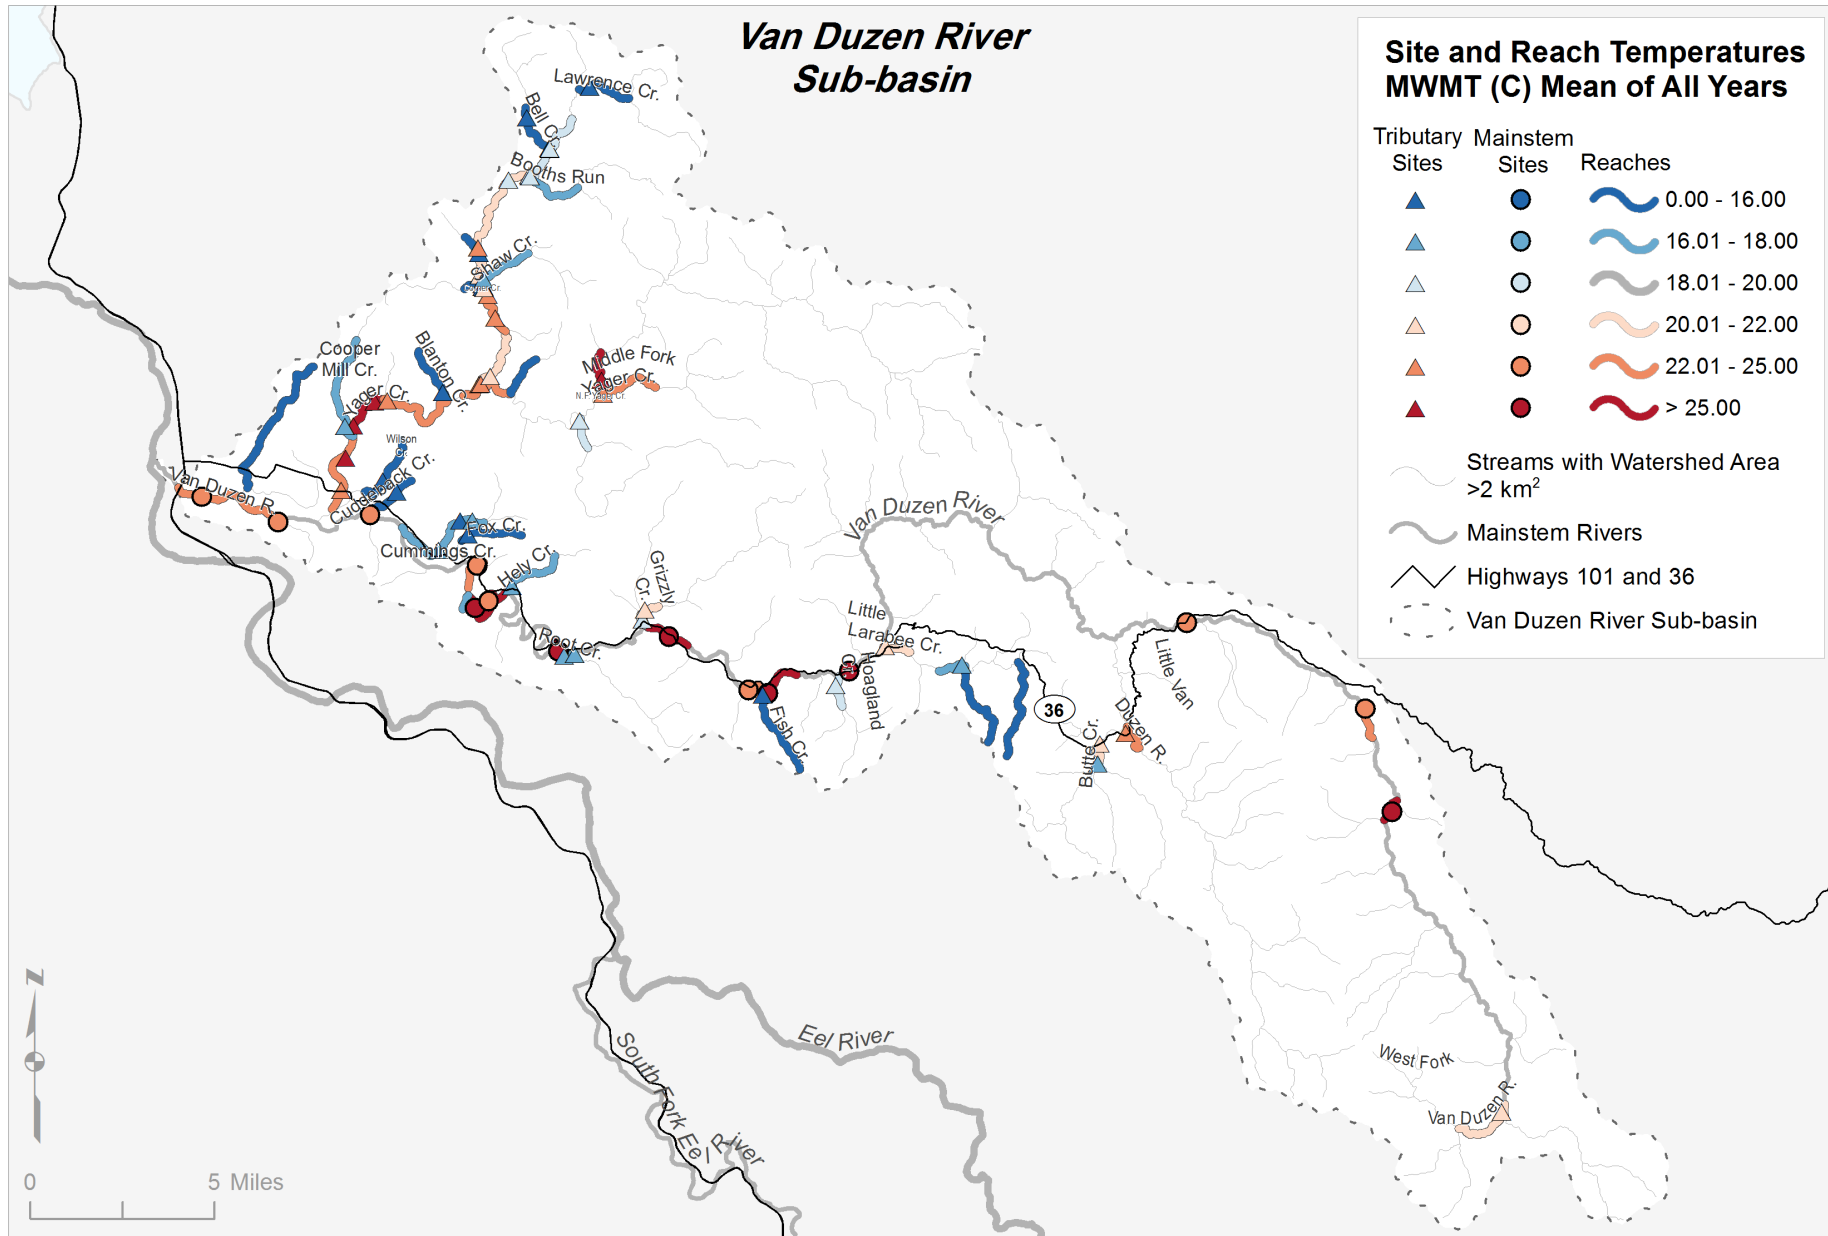 Van Duzen River
Sub-basin
Site and Reach Temperatures
MWMT (C) Mean of All Years
Tributary
Sites
Mainstem
Sites
Reaches
0.00 - 16.00
16.01 - 18.00
18.01 - 20.00
20.01 - 22.00
22.01 - 25.00
> 25.00
Streams with Watershed Area
>2 km2
Mainstem Rivers
Highways 101 and 36
Van Duzen River Sub-basin
Lawrence Cr.
Bell Cr.
Booths Run
Shaw Cr.
Cooper
Mill Cr.
Blanton Cr.
Middle Fork
Yager Cr.
N.F. Yager Cr.
Yager Cr.
Wilson
Cr.
Cuddeback Cr.
Van Duzen R.
Fox Cr.
Cummings Cr.
Hely Cr.
Grizzly
Cr.
Root Cr.
Van Duzen River
Little
Larabee Cr.
Hoagland
Cr.
Fish Cr.
36
Butte Cr.
Little Van
Duzen R.
West Fork
Van Duzen R.
Eel River
South Fork Eel River
N
0
5 Miles